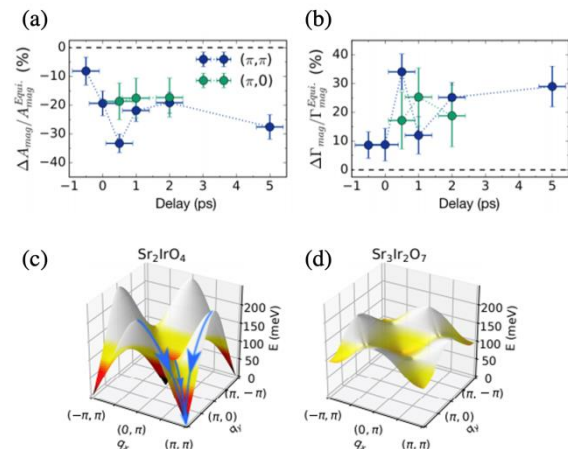 (a)
0
−10
−20
−30
−40
ΔA_mag/A_mag^Equi. (%)
(π,π)
(π,0)
−1 0 1 2 3 4 5
Delay (ps)
(b)
40
30
20
10
0
ΔΓ_mag/Γ_mag^Equi. (%)
−1 0 1 2 3 4 5
Delay (ps)
(c)
Sr₂IrO₄
200
150
100
50
0
E (meV)
(−π, π)
(0, π)
(π, π)
(π, 0)
(π, −π)
qₓ
q_y
(d)
Sr₃Ir₂O₇
200
150
100
50
0
E (meV)
(−π, π)
(0, π)
(π, π)
(π, 0)
(π, −π)
qₓ
q_y